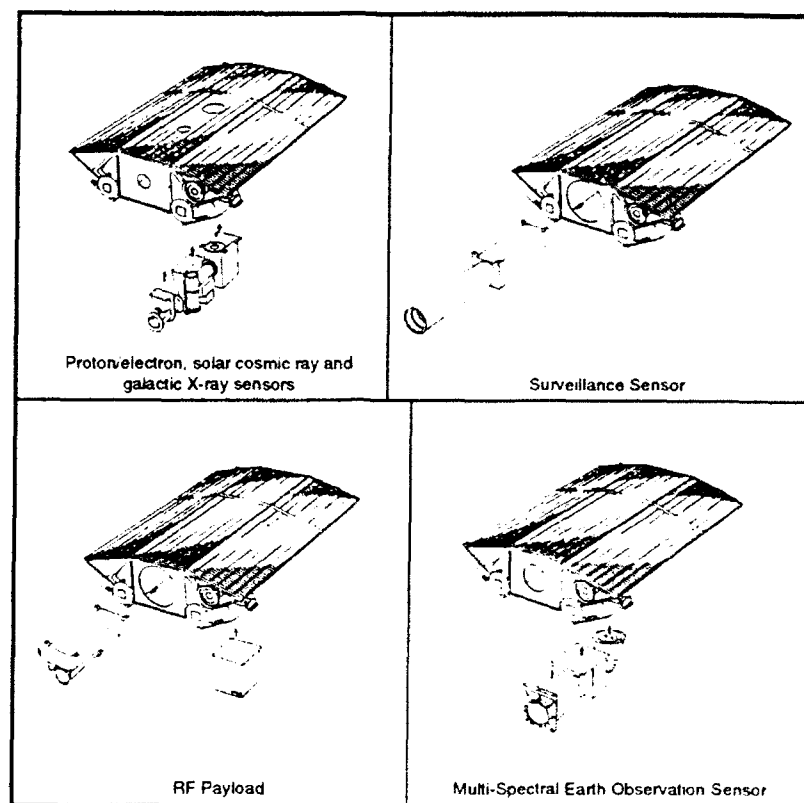 Proton/electron, solar cosmic ray and
galactic X-ray sensors
Surveillance Sensor
RF Payload
Multi-Spectral Earth Observation Sensor